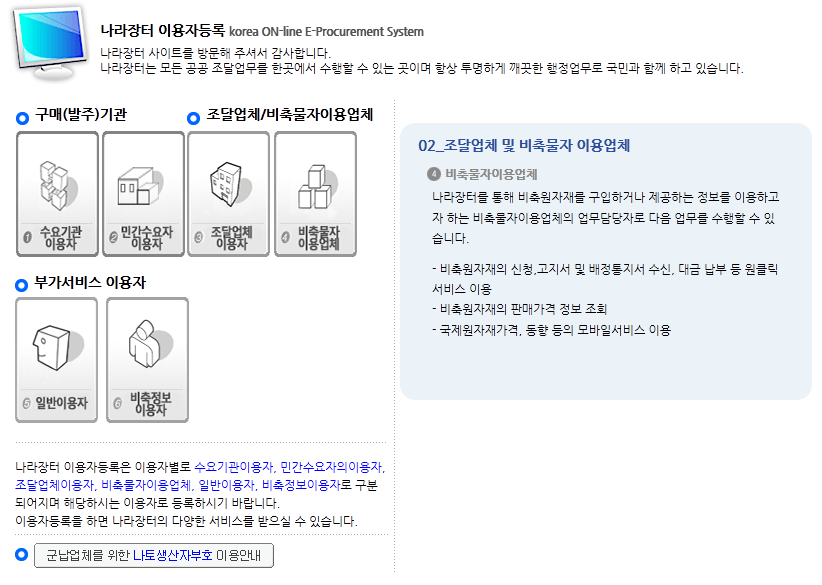 나라장터 이용자등록 korea ON-line E-Procurement System
나라장터 사이트를 방문해 주셔서 감사합니다.
나라장터는 모든 공공 조달업무를 한곳에서 수행할 수 있는 곳이며 항상 투명하게 깨끗한 행정업무로 국민과 함께 하고 있습니다.
구매(발주)기관
조달업체/비축물자이용업체
1 수요기관
이용자
2 민간수요자
이용자
3 조달업체
이용자
4 비축물자
이용업체
부가서비스 이용자
5 일반이용자
6 비축정보
이용자
나라장터 이용자등록은 이용자별로 수요기관이용자, 민간수요자의이용자,
조달업체이용자, 비축물자이용업체, 일반이용자, 비축정보이용자로 구분
되어지며 해당하시는 이용자로 등록하시기 바랍니다.
이용자등록을 하면 나라장터의 다양한 서비스를 받으실 수 있습니다.
군납업체를 위한 나토생산자부호 이용안내
02_조달업체 및 비축물자 이용업체
4 비축물자이용업체
나라장터를 통해 비축원자재를 구입하거나 제공하는 정보를 이용하고
자 하는 비축물자이용업체의 업무담당자로 다음 업무를 수행할 수 있
습니다.
- 비축원자재의 신청,고지서 및 배정통지서 수신, 대금 납부 등 원클릭
서비스 이용
- 비축원자재의 판매가격 정보 조회
- 국제원자재가격, 동향 등의 모바일서비스 이용